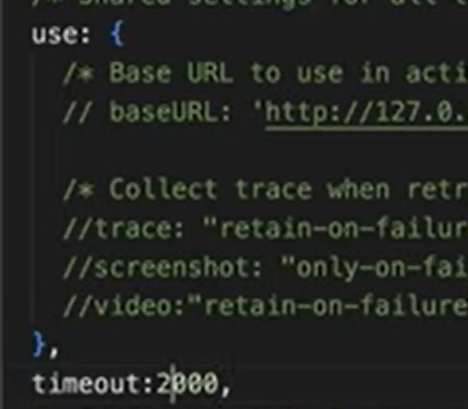 /* Shared settings for all t
use: {
/* Base URL to use in acti
// baseURL: 'http://127.0.
/* Collect trace when retr
//trace: "retain-on-failur
//screenshot: "only-on-fai
//video:"retain-on-failure
},
timeout:2000,